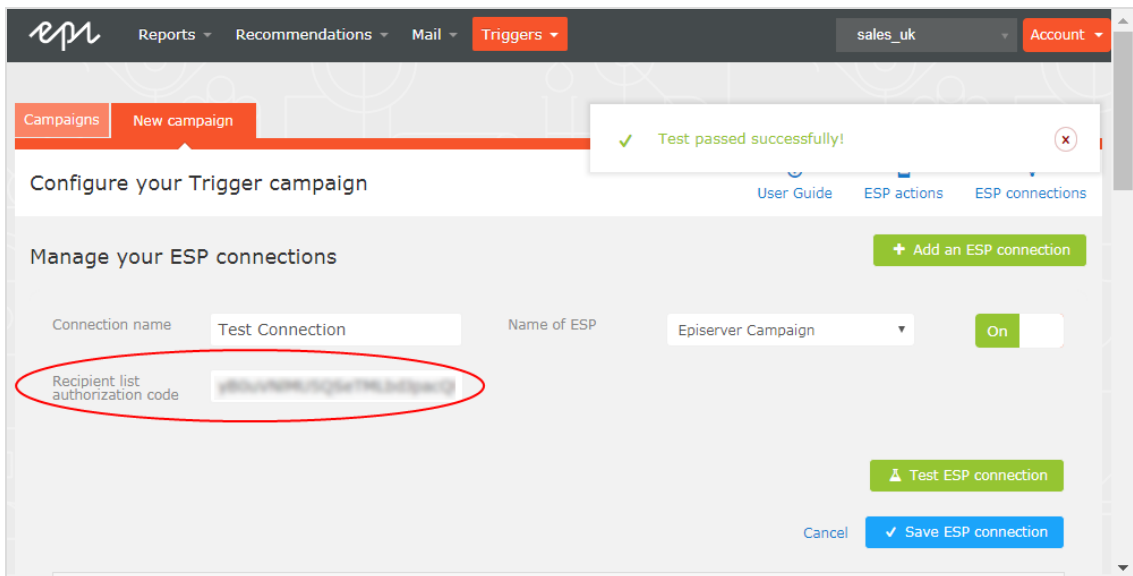 epi Reports Recommendations Mail Triggers sales_uk Account
Campaigns New campaign
Test passed successfully! x
Configure your Trigger campaign
User Guide ESP actions ESP connections
Manage your ESP connections
+ Add an ESP connection
Connection name Test Connection Name of ESP Episerver Campaign On
Recipient list
authorization code
Test ESP connection
Cancel Save ESP connection